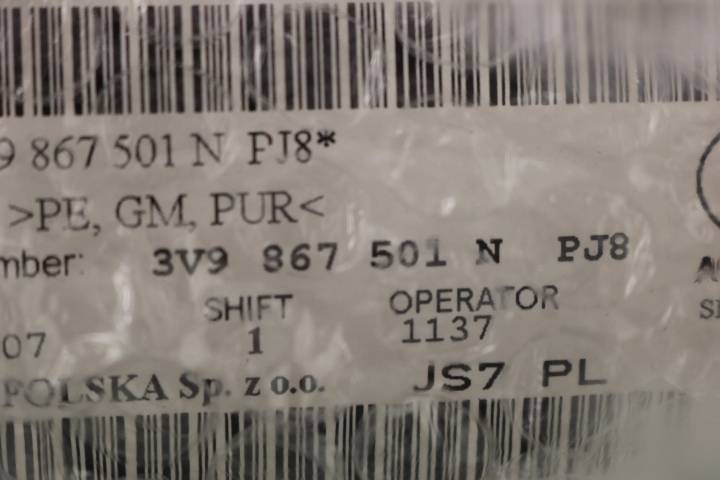 9 867 501 N PJ8*
>PE, GM, PUR<
mber: 3V9 867 501 N PJ8
SHIFT OPERATOR
07 1 1137
POLSKA Sp. z o.o. JS7 PL